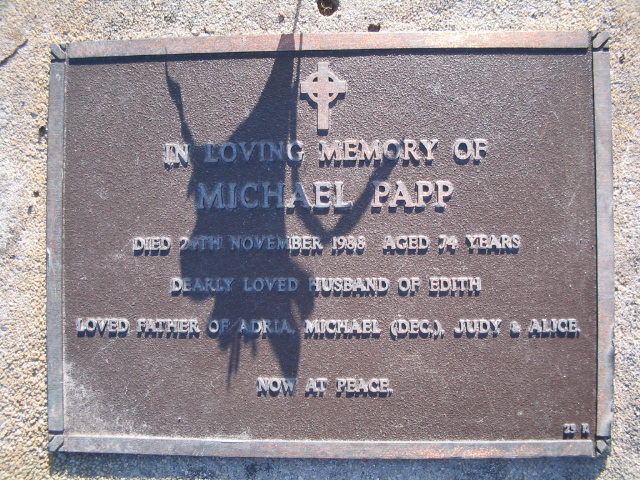 IN LOVING MEMORY OF
MICHAEL PAPP
DIED 24TH NOVEMBER 1988 AGED 74 YEARS
DEARLY LOVED HUSBAND OF EDITH
LOVED FATHER OF ADRIA, MICHAEL (DEC.), JUDY & ALICE.
NOW AT PEACE.